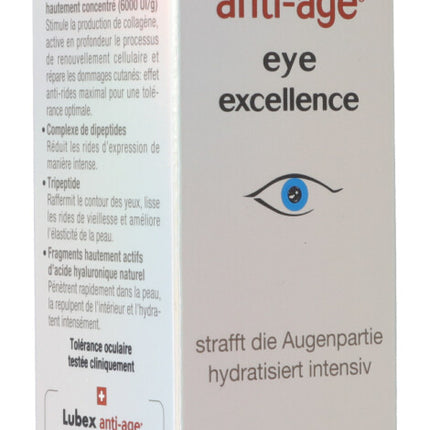 hautement concentré (6000 UI/g)
Stimule la production de collagène,
active en profondeur le processus
de renouvellement cellulaire et
répare les dommages cutanés: effet
anti-rides maximal pour une tolé-
rance optimale.
• Complexe de dipeptides
Réduit les rides d'expression de
manière intense.
• Tripeptide
Raffermit le contour des yeux, lisse
les rides de vieillesse et améliore
l'élasticité de la peau.
• Fragments hautement actifs
d'acide hyaluronique naturel
Pénètrent rapidement dans la peau,
la repulpent de l'intérieur et l'hydra-
tent intensément.
Tolérance oculaire
testée cliniquement
Lubex anti-age®
anti-age®
eye
excellence
strafft die Augenpartie
hydratisiert intensiv